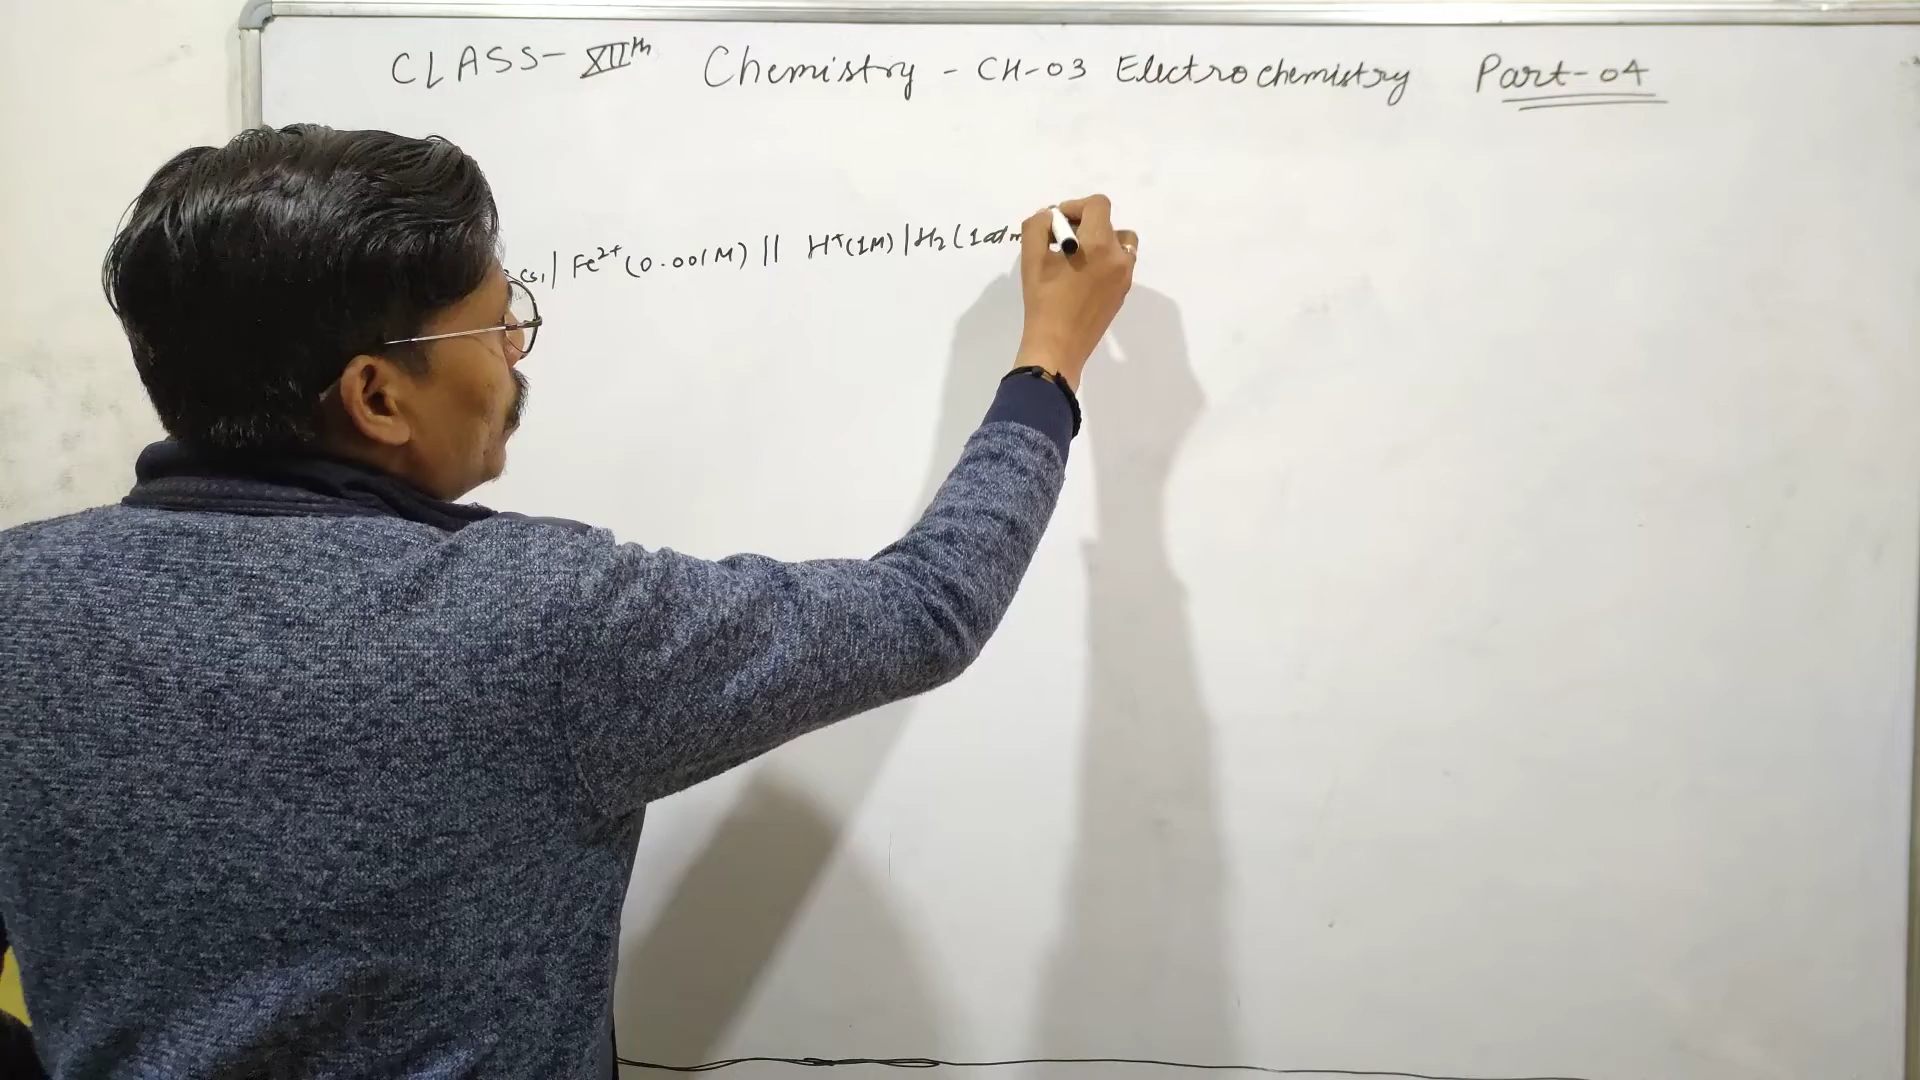 CLASS-XIIth Chemistry - CH-03 Electrochemistry Part-04
(s) | Fe2+ (0.001M) || H+(1M) | H2 (1atm